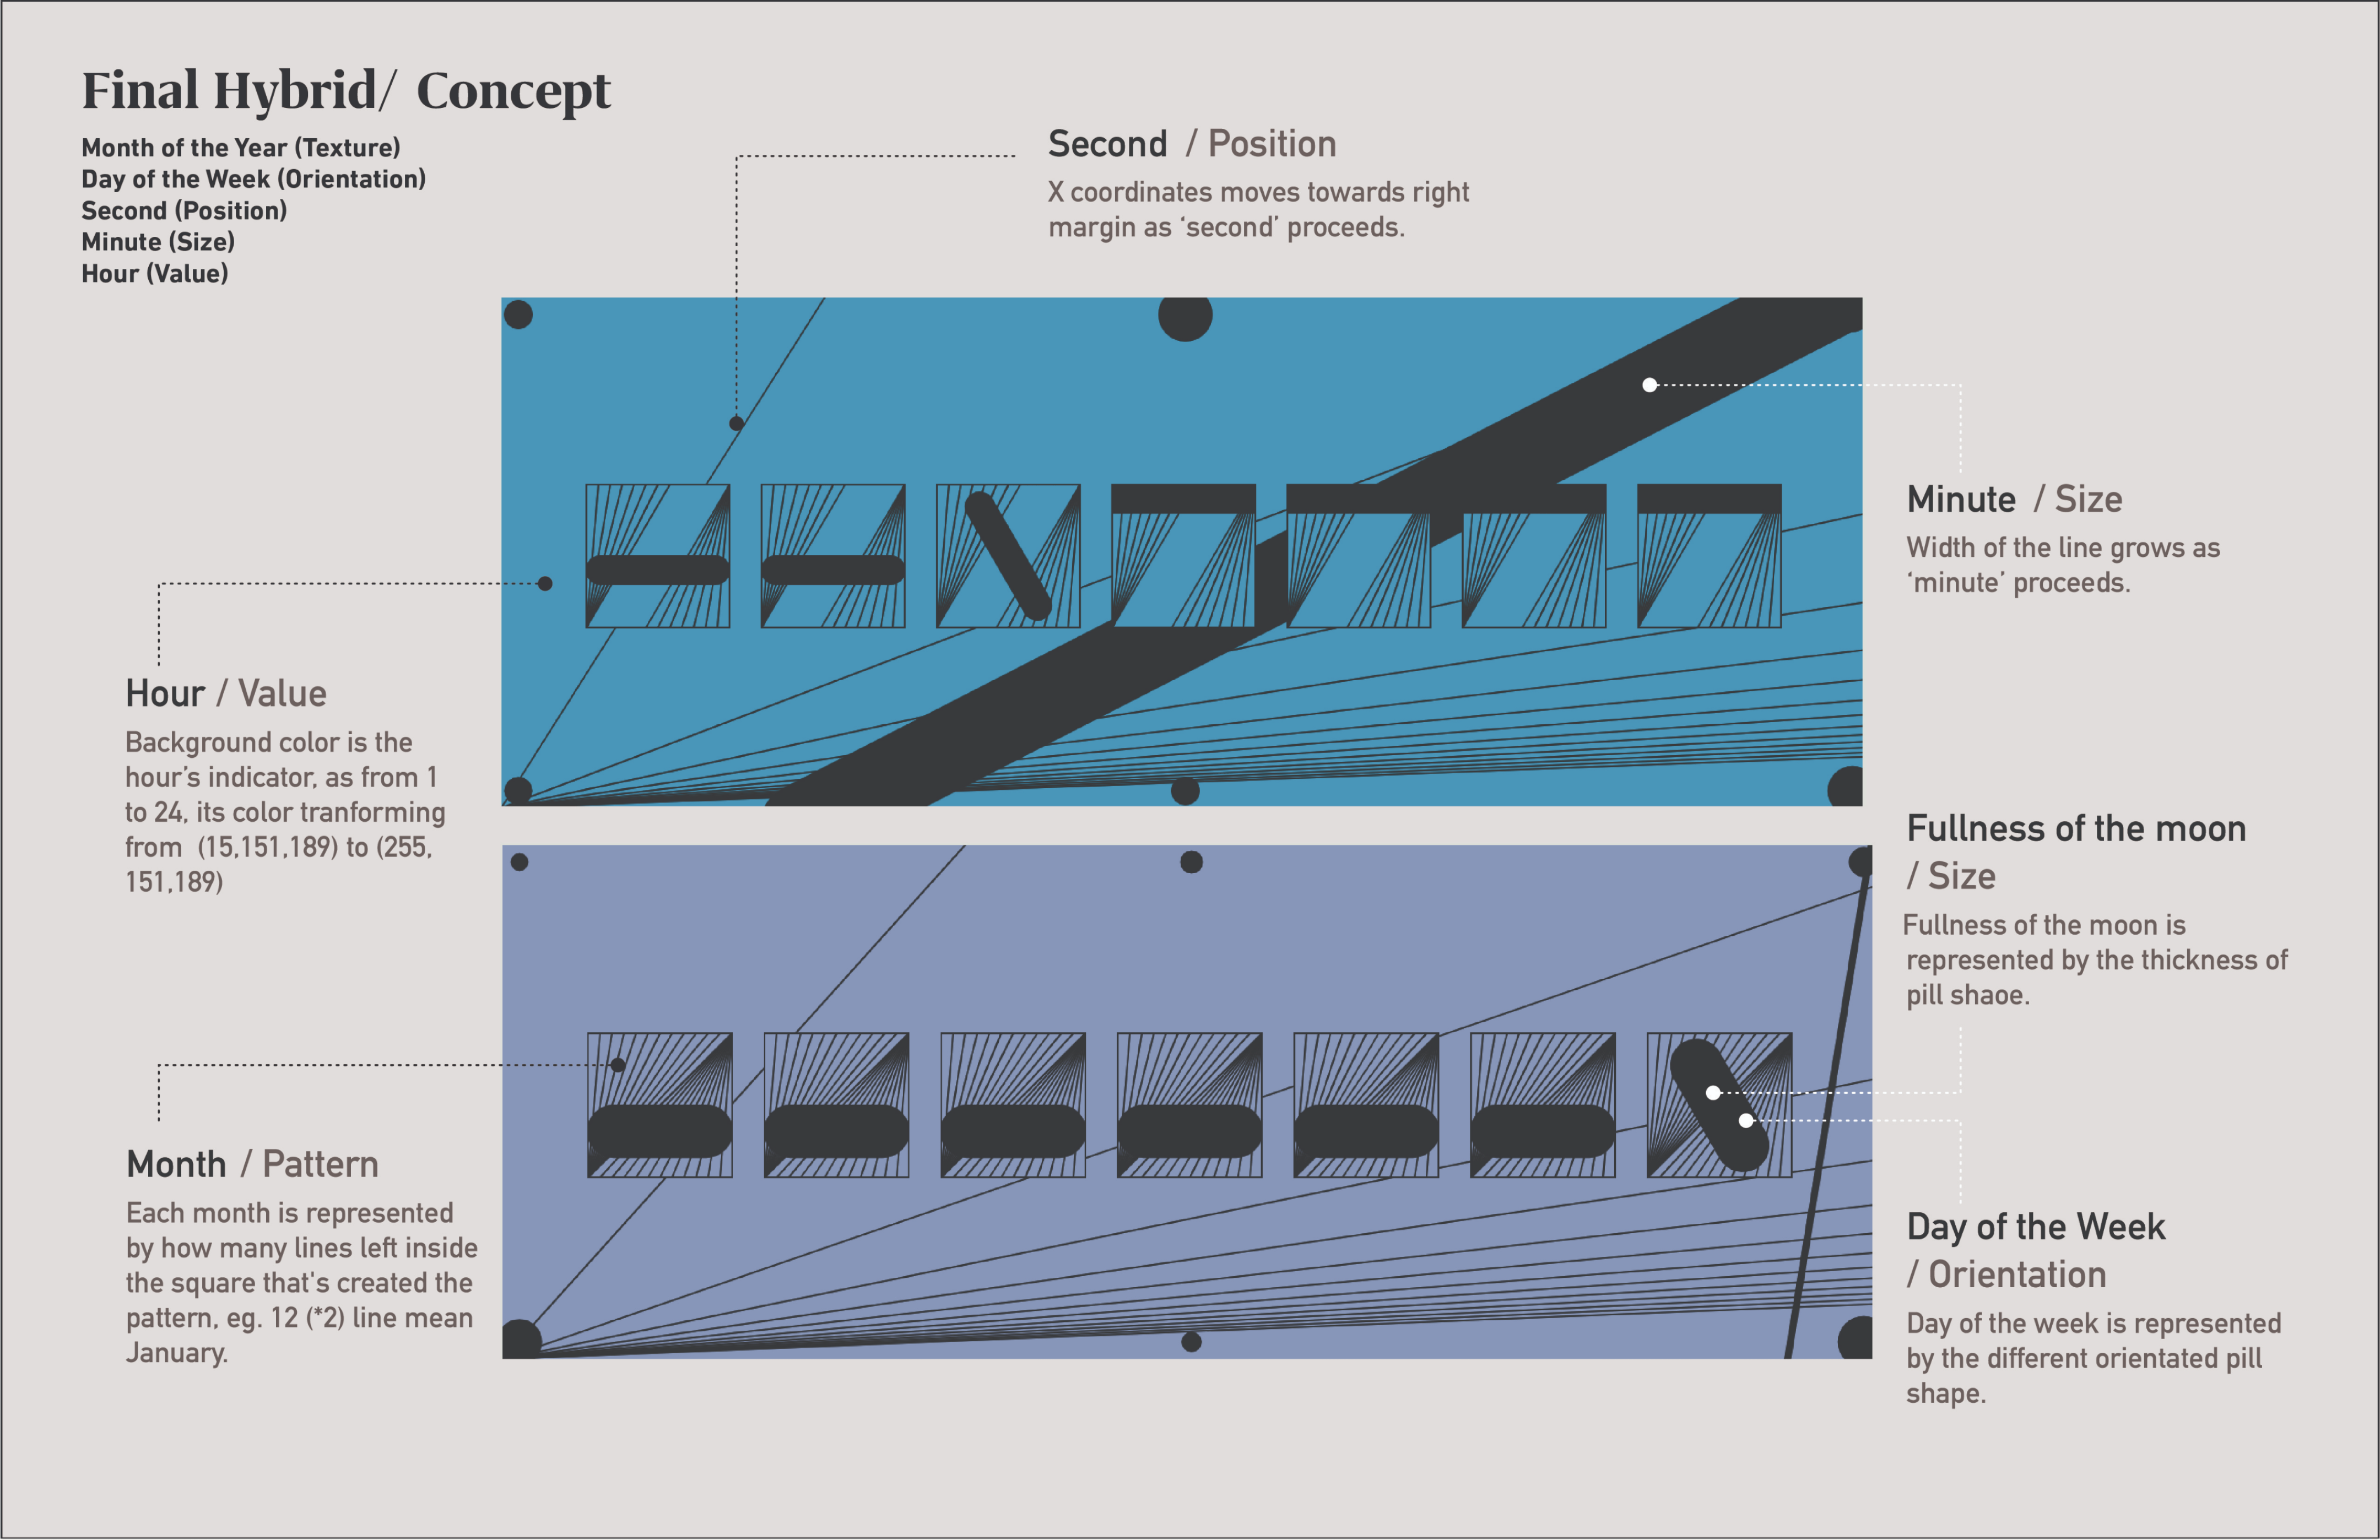 Final Hybrid/ Concept
Month of the Year (Texture)
Day of the Week (Orientation)
Second (Position)
Minute (Size)
Hour (Value)
Second / Position
X coordinates moves towards right
margin as ‘second’ proceeds.
Minute / Size
Width of the line grows as
‘minute’ proceeds.
Hour / Value
Background color is the
hour’s indicator, as from 1
to 24, its color tranforming
from (15,151,189) to (255,
151,189)
Fullness of the moon
/ Size
Fullness of the moon is
represented by the thickness of
pill shaoe.
Month / Pattern
Each month is represented
by how many lines left inside
the square that's created the
pattern, eg. 12 (*2) line mean
January.
Day of the Week
/ Orientation
Day of the week is represented
by the different orientated pill
shape.